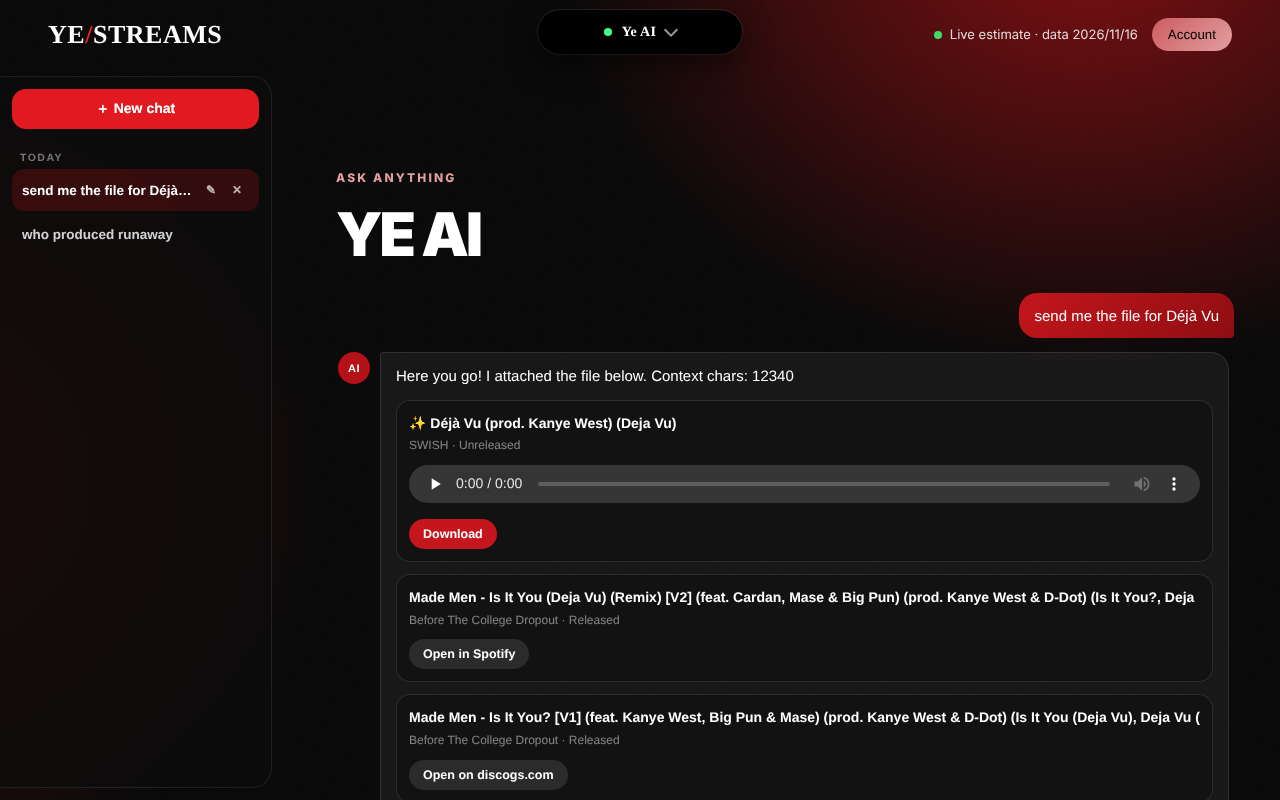 YE/STREAMS
Ye AI
Live estimate · data 2026/11/16
Account
+ New chat
TODAY
send me the file for Déjà...
who produced runaway
ASK ANYTHING
YE AI
send me the file for Déjà Vu
AI
Here you go! I attached the file below. Context chars: 12340
✨ Déjà Vu (prod. Kanye West) (Deja Vu)
SWISH · Unreleased
0:00 / 0:00
Download
Made Men - Is It You (Deja Vu) (Remix) [V2] (feat. Cardan, Mase & Big Pun) (prod. Kanye West & D-Dot) (Is It You?, Deja
Before The College Dropout · Released
Open in Spotify
Made Men - Is It You? [V1] (feat. Kanye West, Big Pun & Mase) (prod. Kanye West & D-Dot) (Is It You (Deja Vu), Deja Vu (
Before The College Dropout · Released
Open on discogs.com